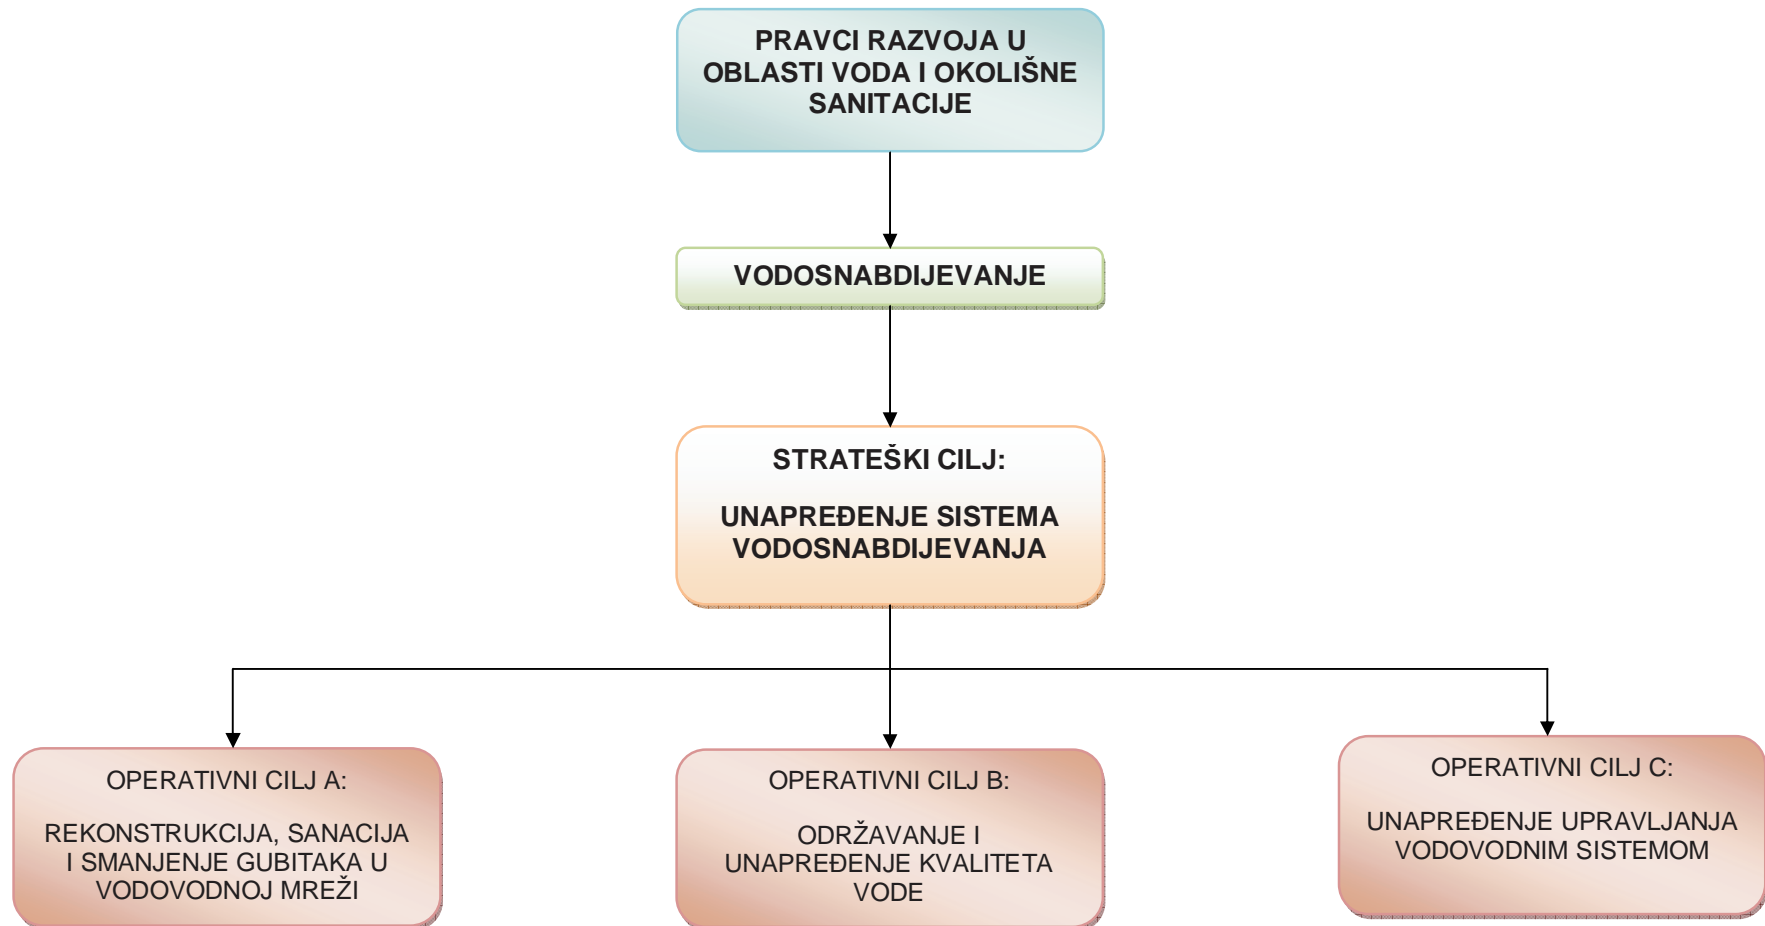 PRAVCI RAZVOJA U
OBLASTI VODA I OKOLIŠNE
SANITACIJE
VODOSNABDIJEVANJE
STRATEŠKI CILJ:
UNAPREĐENJE SISTEMA
VODOSNABDIJEVANJA
OPERATIVNI CILJ A:
REKONSTRUKCIJA, SANACIJA
I SMANJENJE GUBITAKA U
VODOVODNOJ MREŽI
OPERATIVNI CILJ B:
ODRŽAVANJE I
UNAPREĐENJE KVALITETA
VODE
OPERATIVNI CILJ C:
UNAPREĐENJE UPRAVLJANJA
VODOVODNIM SISTEMOM